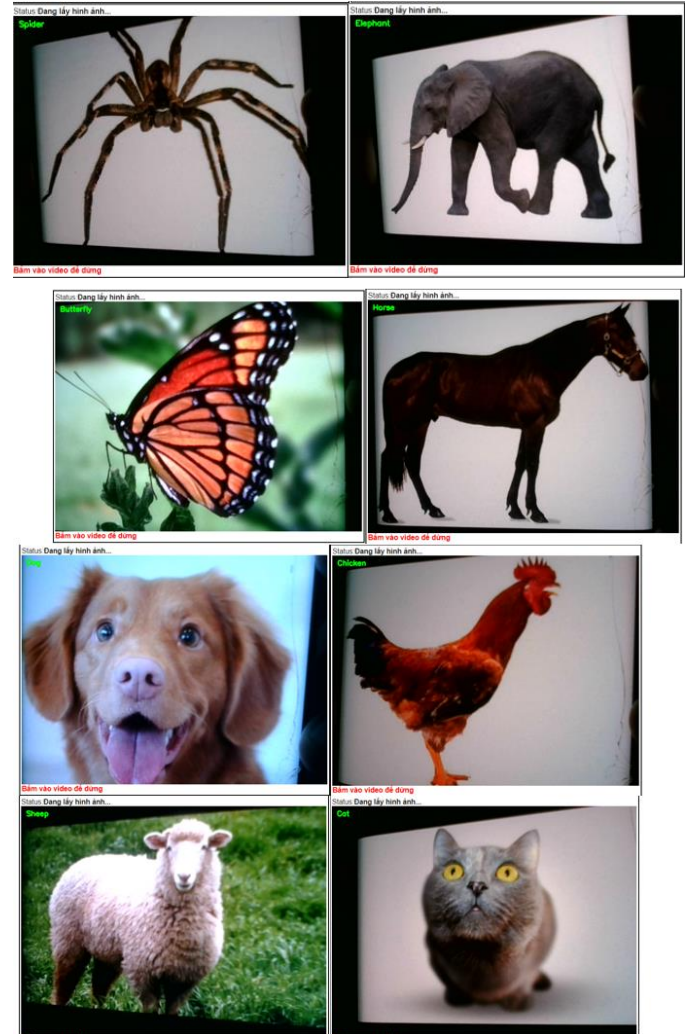 Status Đang lấy hình ảnh...
Spider
Bấm vào video để dừng
Status Đang lấy hình ảnh...
Elephant
Bấm vào video để dừng
Status Đang lấy hình ảnh...
Butterfly
Bấm vào video để dừng
Status Đang lấy hình ảnh...
Horse
Bấm vào video để dừng
Status Đang lấy hình ảnh...
Dog
Bấm vào video để dừng
Status Đang lấy hình ảnh...
Chicken
Bấm vào video để dừng
Status Đang lấy hình ảnh...
Sheep
Status Đang lấy hình ảnh...
Cat